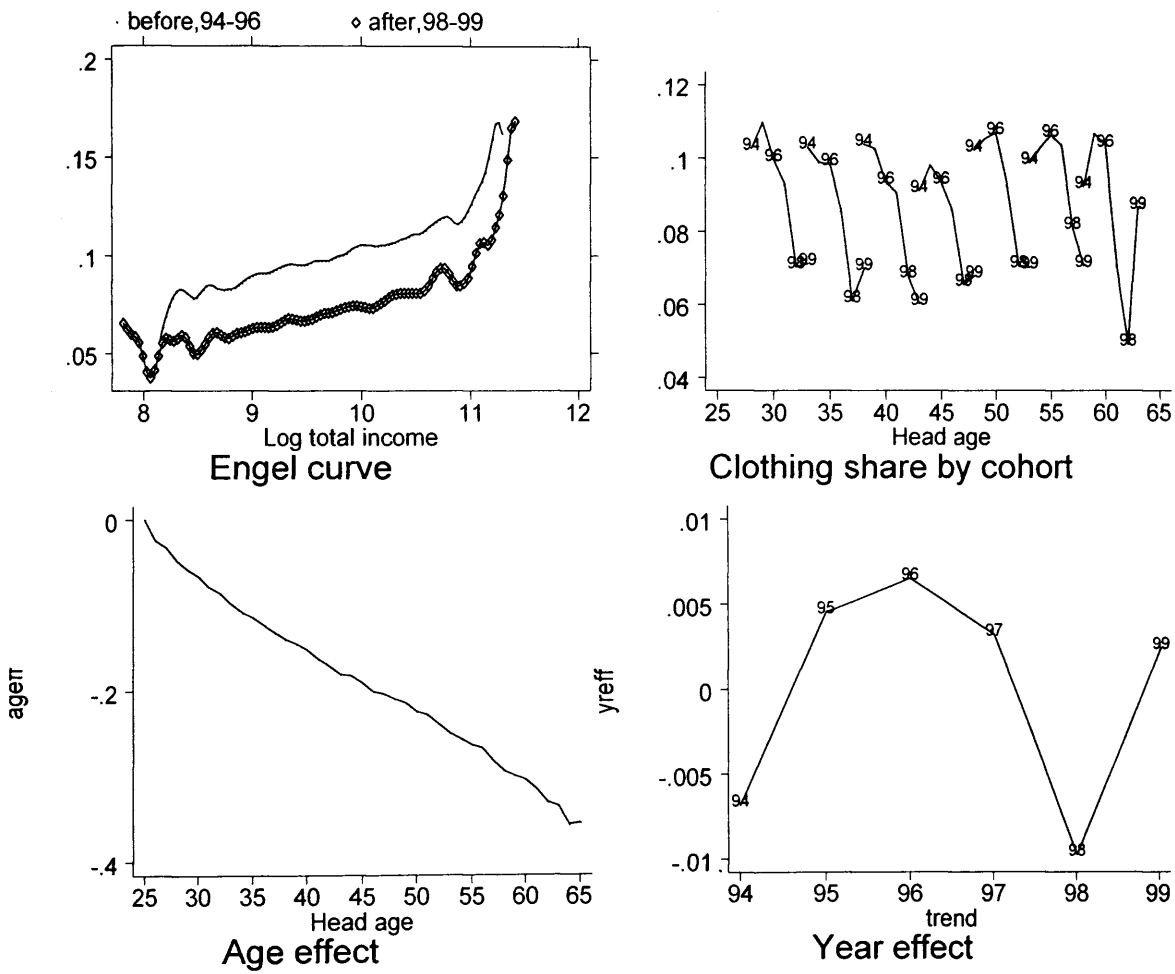 before,94-96 after,98-99
.2
.15
.1
.05
8 9 10 11 12
Log total income
Engel curve
.12
.1
.08
.06
.04
94 96 98 99
94 96 98 99
94 96 98 99
94 96 98 99
94 96 98 99
94 96 98 99
94 96 98 99
25 30 35 40 45 50 55 60 65
Head age
Clothing share by cohort
0
-.2
-.4
ageff
25 30 35 40 45 50 55 60 65
Head age
Age effect
.01
.005
0
-.005
-.01
yreff
94 95 96 97 98 99
94 95 96 97 98 99
trend
Year effect